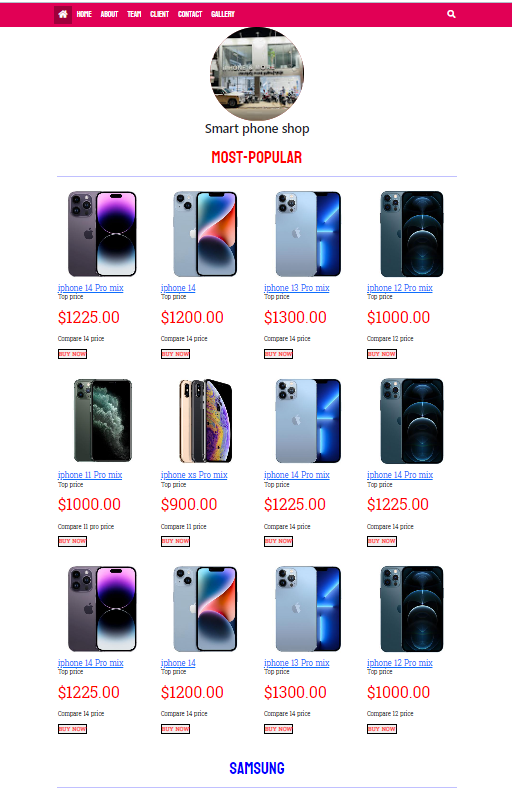 HOME ABOUT TEAM CLIENT CONTACT GALLERY
Smart phone shop
MOST-POPULAR
iphone 14 Pro mix iphone 14 iphone 13 Pro mix iphone 12 Pro mix
Top price Top price Top price Top price
$1225.00 $1200.00 $1300.00 $1000.00
Compare 14 price Compare 14 price Compare 14 price Compare 12 price
BUY NOW BUY NOW BUY NOW BUY NOW
iphone 11 Pro mix iphone xs Pro mix iphone 14 Pro mix iphone 14 Pro mix
Top price Top price Top price Top price
$1000.00 $900.00 $1225.00 $1225.00
Compare 11 pro price Compare 11 price Compare 14 price Compare 14 price
BUY NOW BUY NOW BUY NOW BUY NOW
iphone 14 Pro mix iphone 14 iphone 13 Pro mix iphone 12 Pro mix
Top price Top price Top price Top price
$1225.00 $1200.00 $1300.00 $1000.00
Compare 14 price Compare 14 price Compare 14 price Compare 12 price
BUY NOW BUY NOW BUY NOW BUY NOW
SAMSUNG